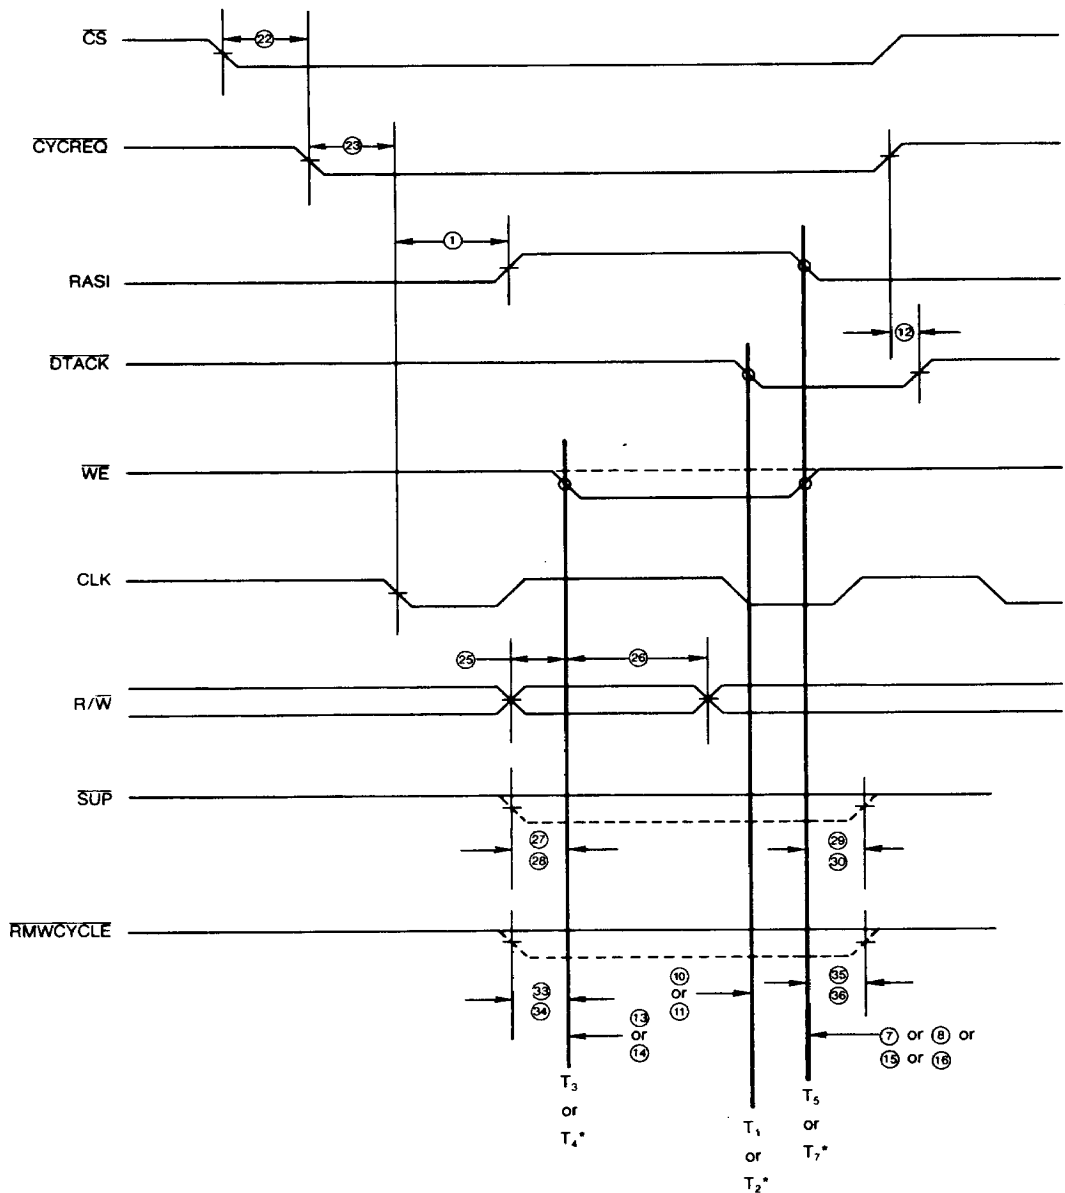 CS
22
CYCREQ
23
RASI
1
12
DTACK
WE
CLK
25
26
R/W
SUP
27
28
29
30
RMWCYCLE
33
34
10
or
11
35
36
13
or
14
7 or 8 or
15 or 16
T3
or
T4*
T1
or
T2*
T5
or
T7*